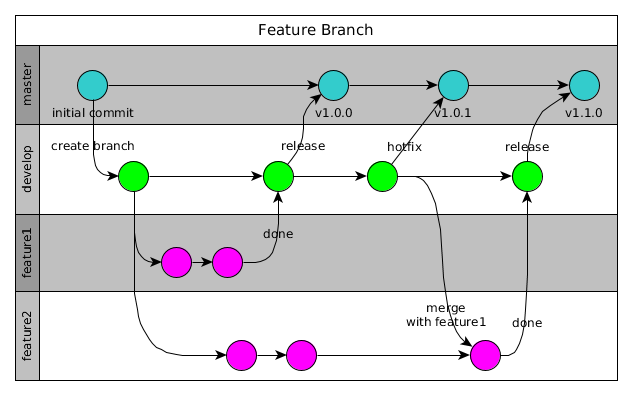 Feature Branch
master
initial commit
v1.0.0
v1.0.1
v1.1.0
develop
create branch
release
hotfix
release
feature1
done
feature2
merge
with feature1
done